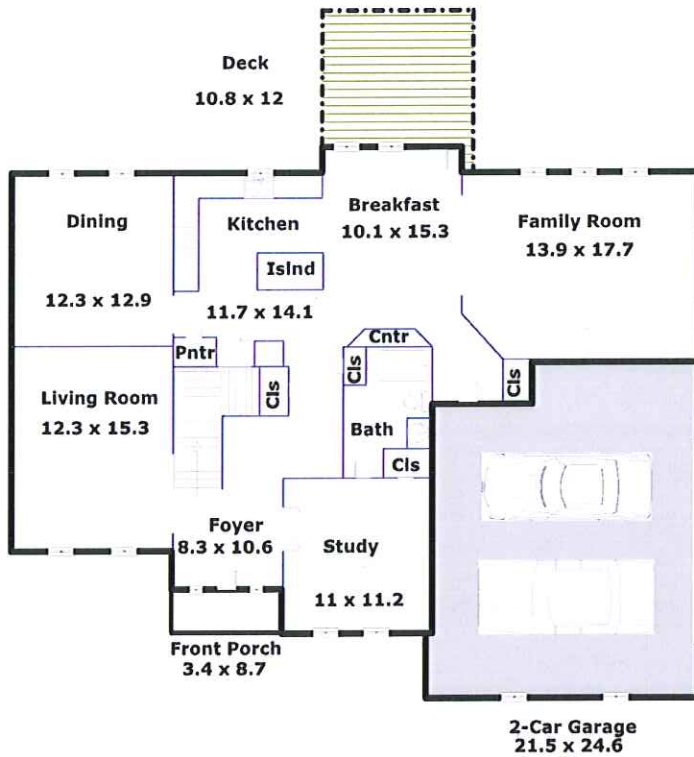 Deck
10.8 x 12
Dining
12.3 x 12.9
Kitchen
Islnd
11.7 x 14.1
Breakfast
10.1 x 15.3
Family Room
13.9 x 17.7
Pntr
Cls
Cntr
Cls
Cls
Living Room
12.3 x 15.3
Bath
Cls
Foyer
8.3 x 10.6
Study
11 x 11.2
Front Porch
3.4 x 8.7
2-Car Garage
21.5 x 24.6